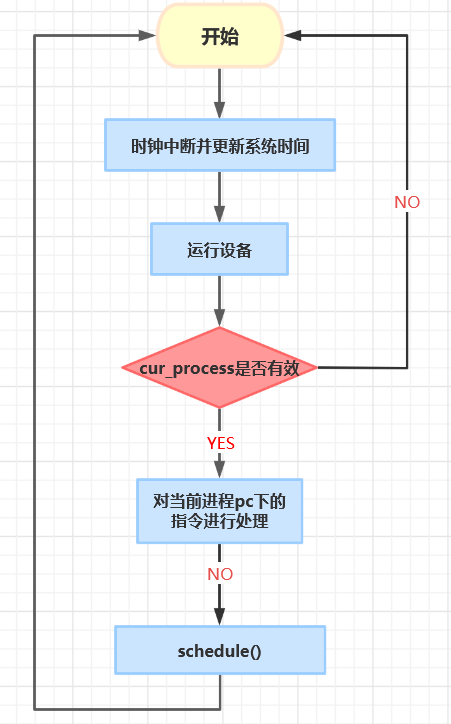 开始
时钟中断并更新系统时间
NO
运行设备
cur_process是否有效
YES
对当前进程pc下的
指令进行处理
NO
schedule()